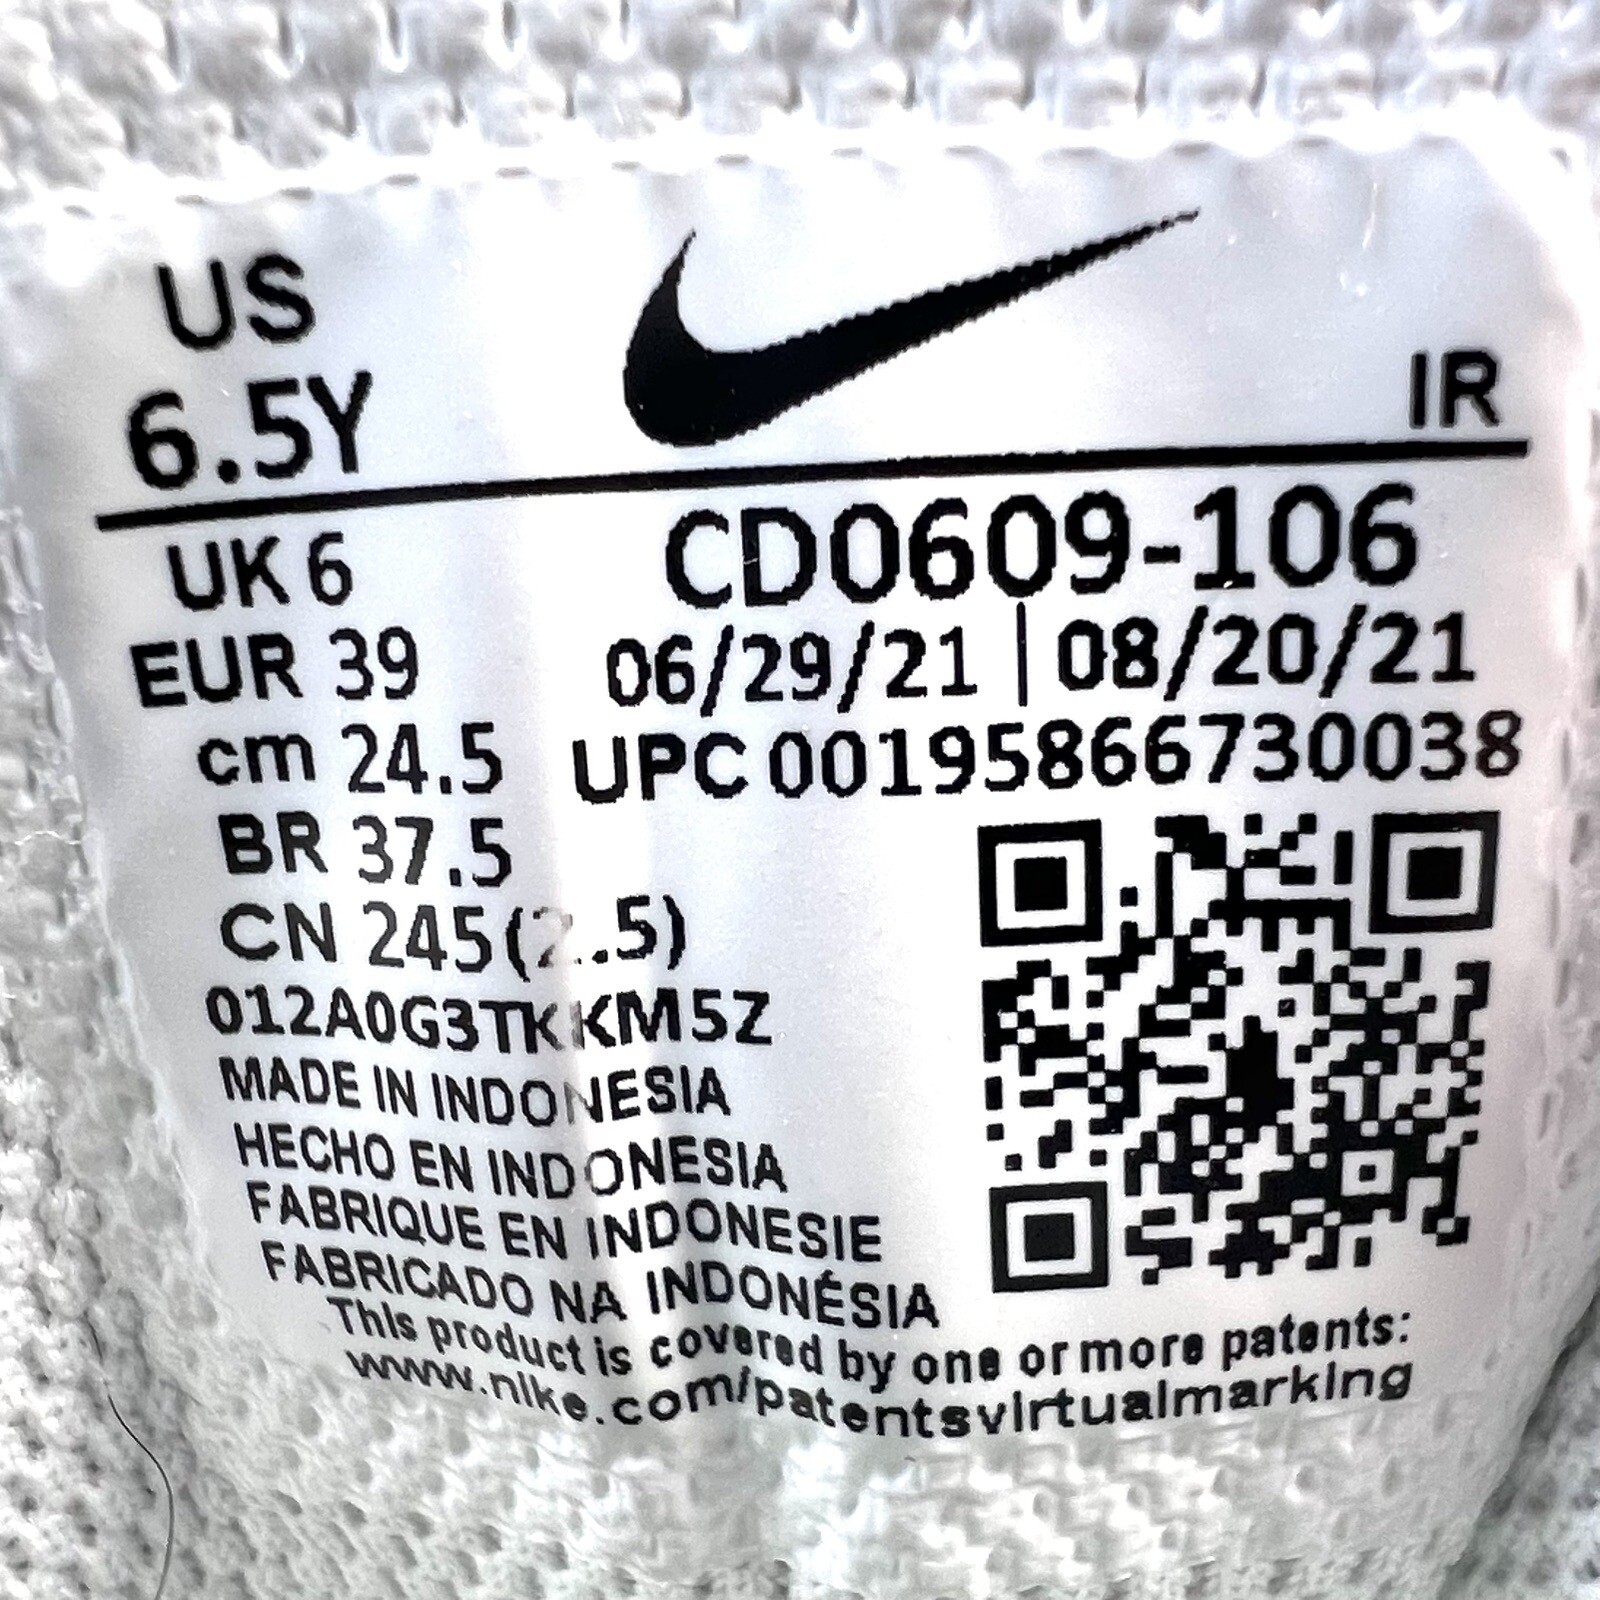 US
6.5Y
IR
UK 6
CD0609-106
EUR 39
06/29/21 | 08/20/21
cm 24.5
UPC 00195866730038
BR 37.5
CN 245
012A0G3TKKM5Z
MADE IN INDONESIA
HECHO EN INDONESIA
FABRIQUE EN INDONESIE
FABRICADO NA INDONÉSIA
This product is covered by one or more patents:
www.nike.com/patentsvirtualmarking